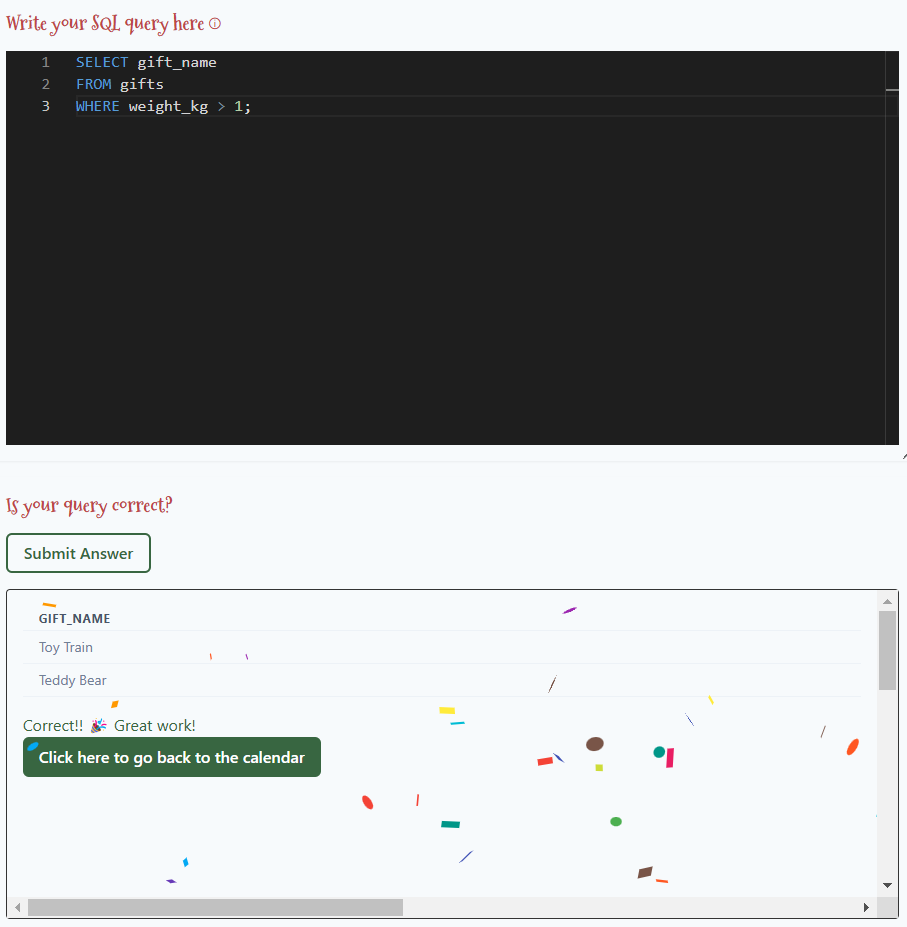 Write your SQL query here ⓘ
1 SELECT gift_name
2 FROM gifts
3 WHERE weight_kg > 1;
Is your query correct?
Submit Answer
GIFT_NAME
Toy Train
Teddy Bear
Correct!! 🎉 Great work!
Click here to go back to the calendar